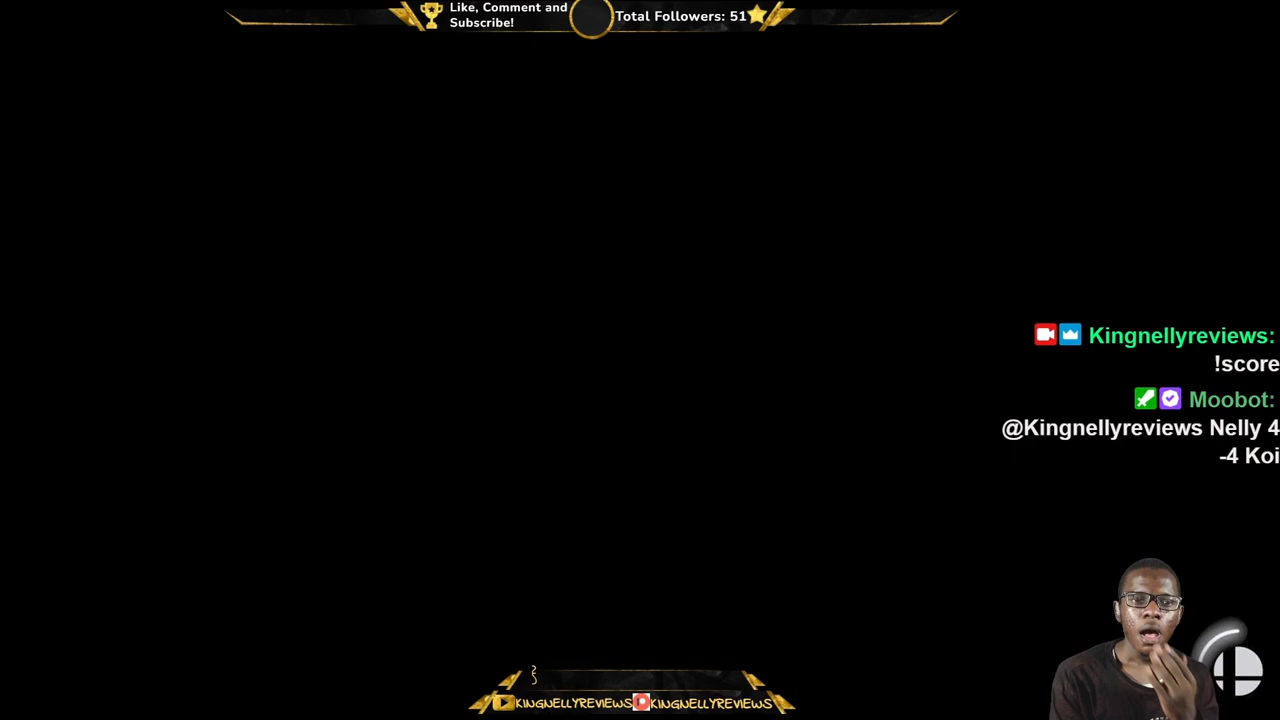 Like, Comment and
Subscribe!
Total Followers: 51
Kingnellyreviews:
!score
Moobot:
@Kingnellyreviews Nelly 4
-4 Koi
KINGNELLYREVIEWS
KINGNELLYREVIEWS